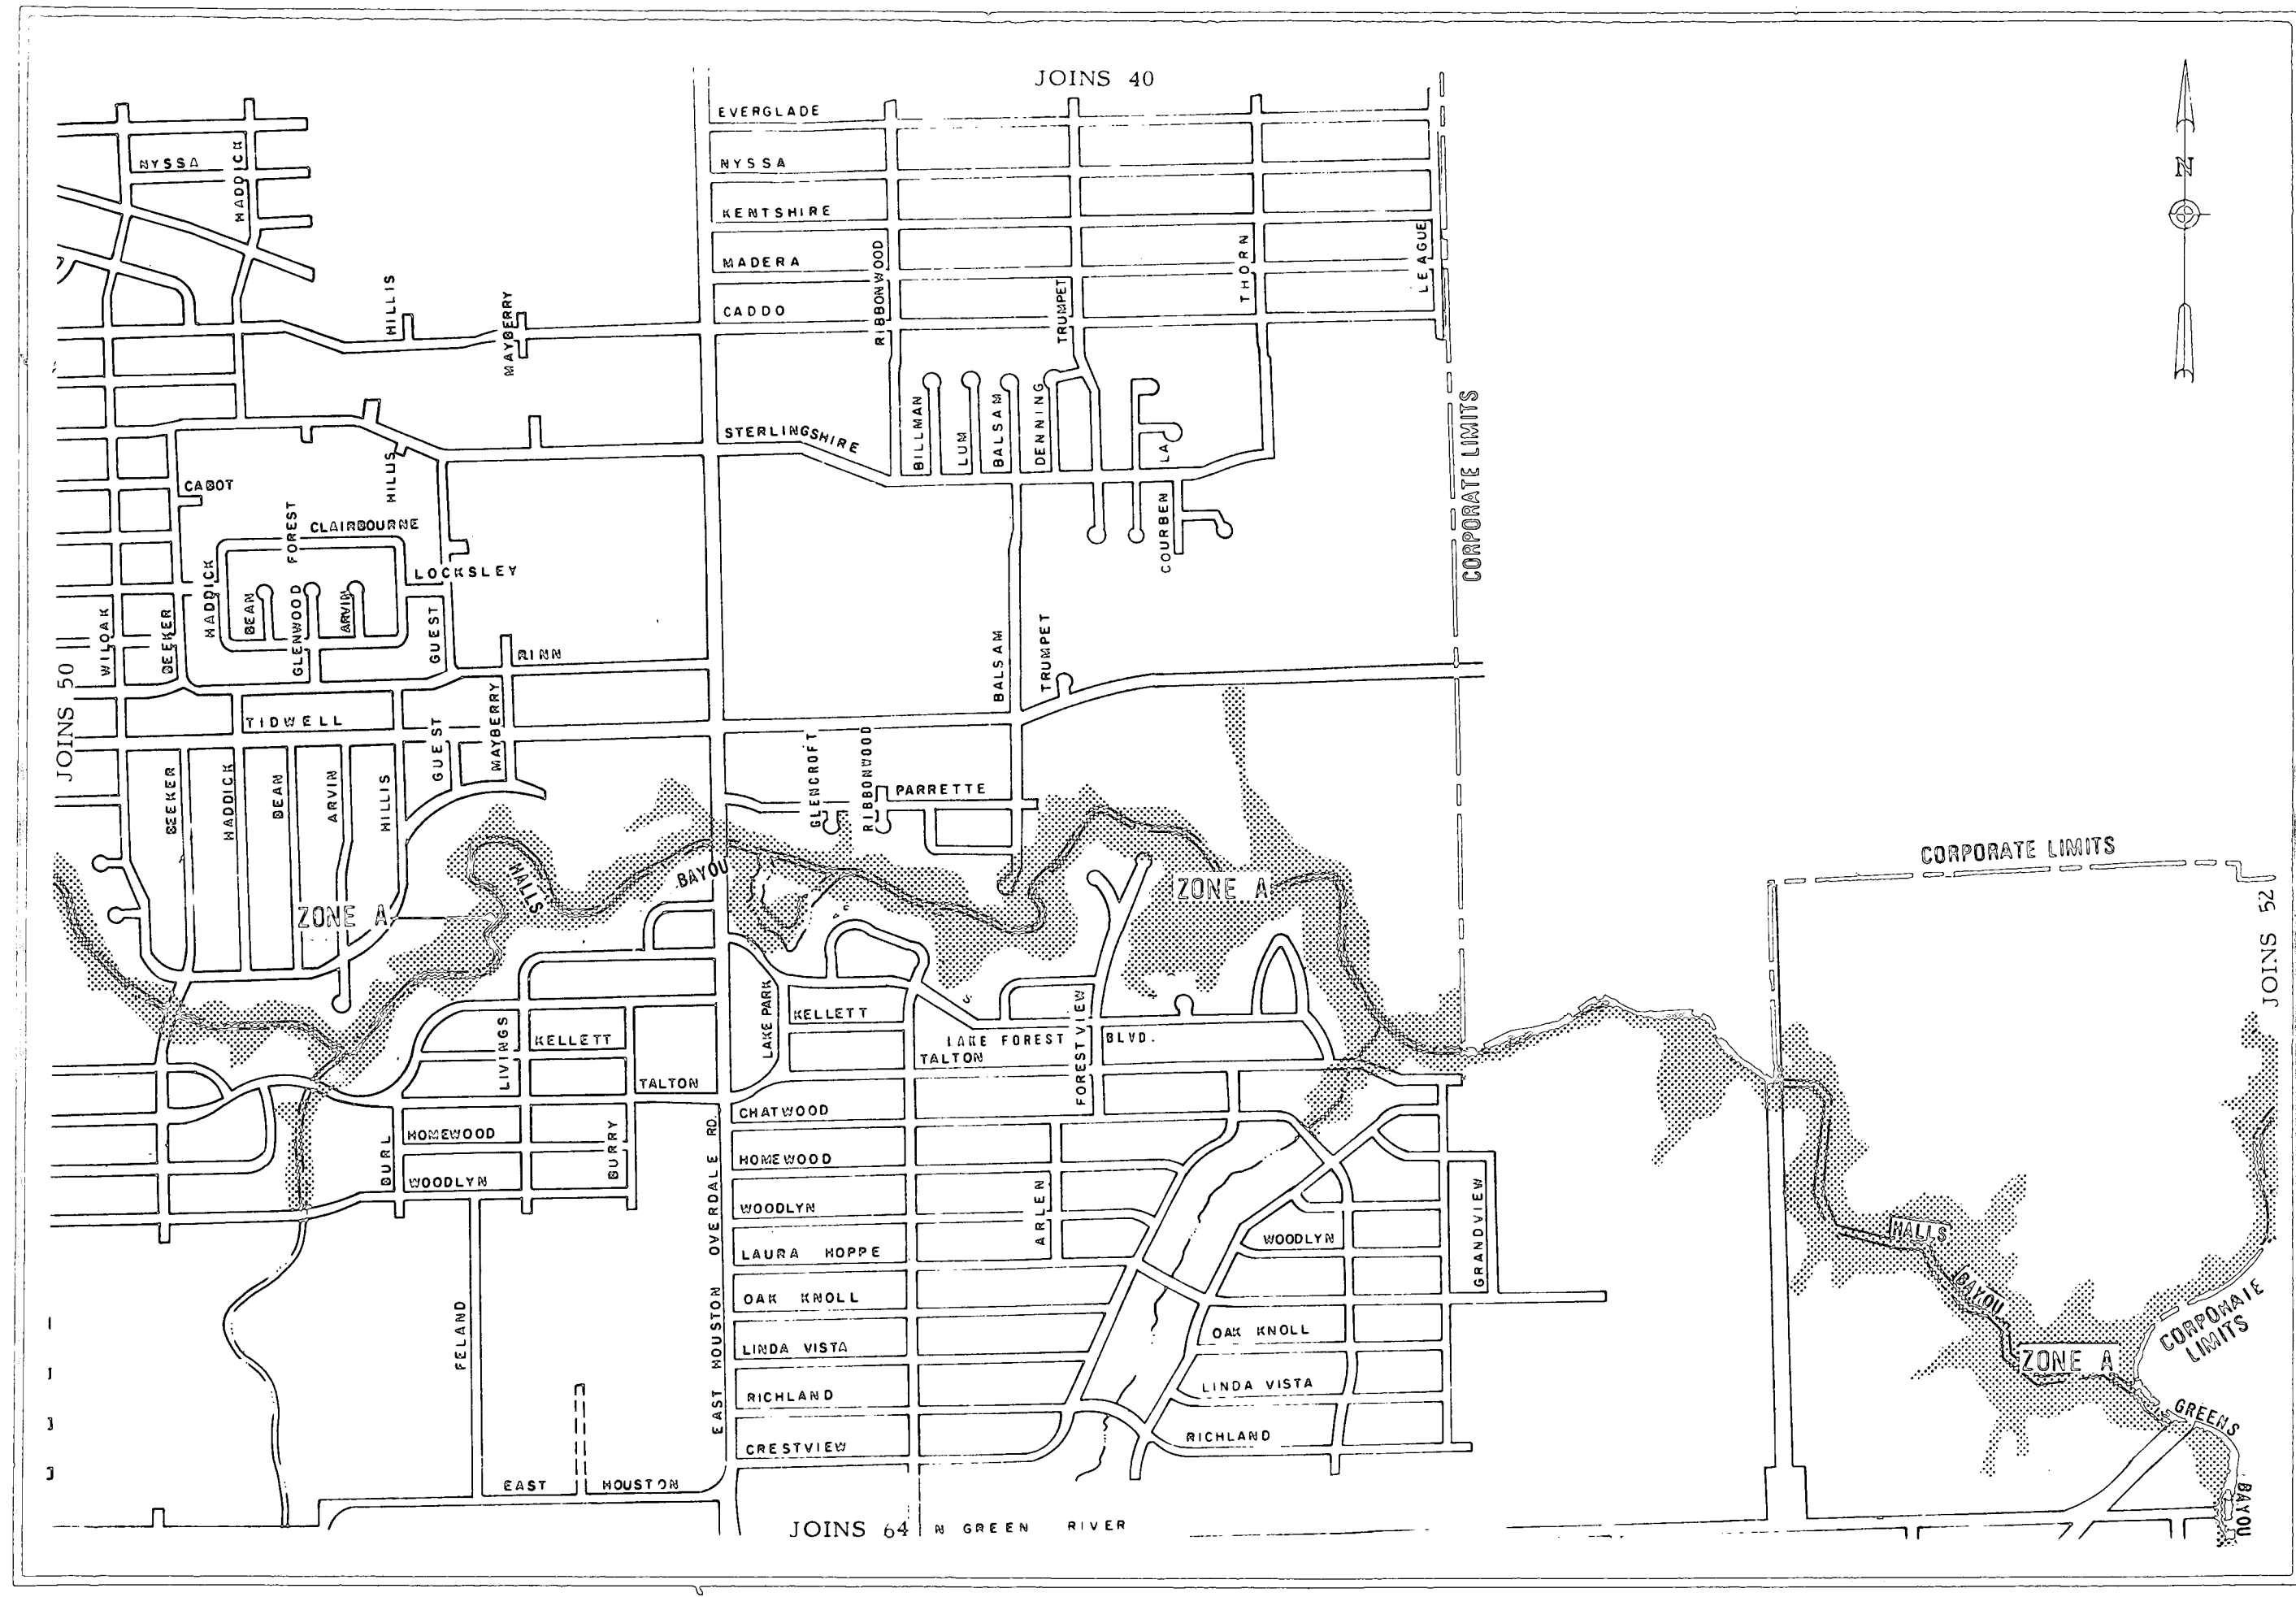 JOINS 40
EVERGLADE
NYSSA
NYSSA
MADDICK
KENTSHIRE
N
MADERA
RIBBONWOOD
THORN
LEAGUE
HILLIS
MAYBERRY
CADDO
TRUMPET
STERLINGSHIRE
BILLMAN
LUM
BALSAM
DENNING
LA
CORPORATE LIMITS
HILLIS
CABOT
FOREST
CLAIRBOURNE
COURBEN
LOCKSLEY
MADDICK
BEAN
GLENWOOD
ARVIN
GUEST
WILOAK
BEEKER
RINN
BALSAM
TRUMPET
JOINS 50
TIDWELL
GUEST
MAYBERRY
GLENCROFT
RIBBONWOOD
PARRETTE
BEEKER
MADDICK
BEAN
ARVIN
HILLIS
CORPORATE LIMITS
HALLS
BAYOU
ZONE A
ZONE A
JOINS 52
LAKE PARK
KELLETT
LIVINGS
KELLETT
FORESTVIEW
LAKE FOREST BLVD.
TALTON
TALTON
CHATWOOD
HOMEWOOD
BURL
BURRY
OVERDALE RD.
HOMEWOOD
WOODLYN
WOODLYN
ARLEN
GRANDVIEW
WOODLYN
LAURA HOPPE
HALLS
BAYOU
OAK KNOLL
CORPORATE
LIMITS
FELAND
EAST HOUSTON
LINDA VISTA
OAK KNOLL
ZONE A
RICHLAND
LINDA VISTA
GREENS
CRESTVIEW
RICHLAND
EAST HOUSTON
BAYOU
JOINS 64
N GREEN RIVER